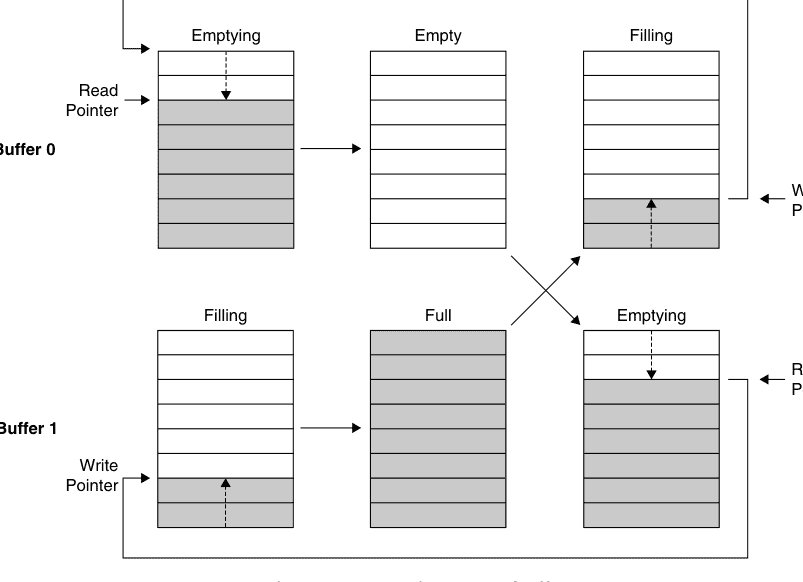 Emptying
Empty
Filling
Read
Pointer
Buffer 0
W
P
Filling
Full
Emptying
R
P
Buffer 1
Write
Pointer